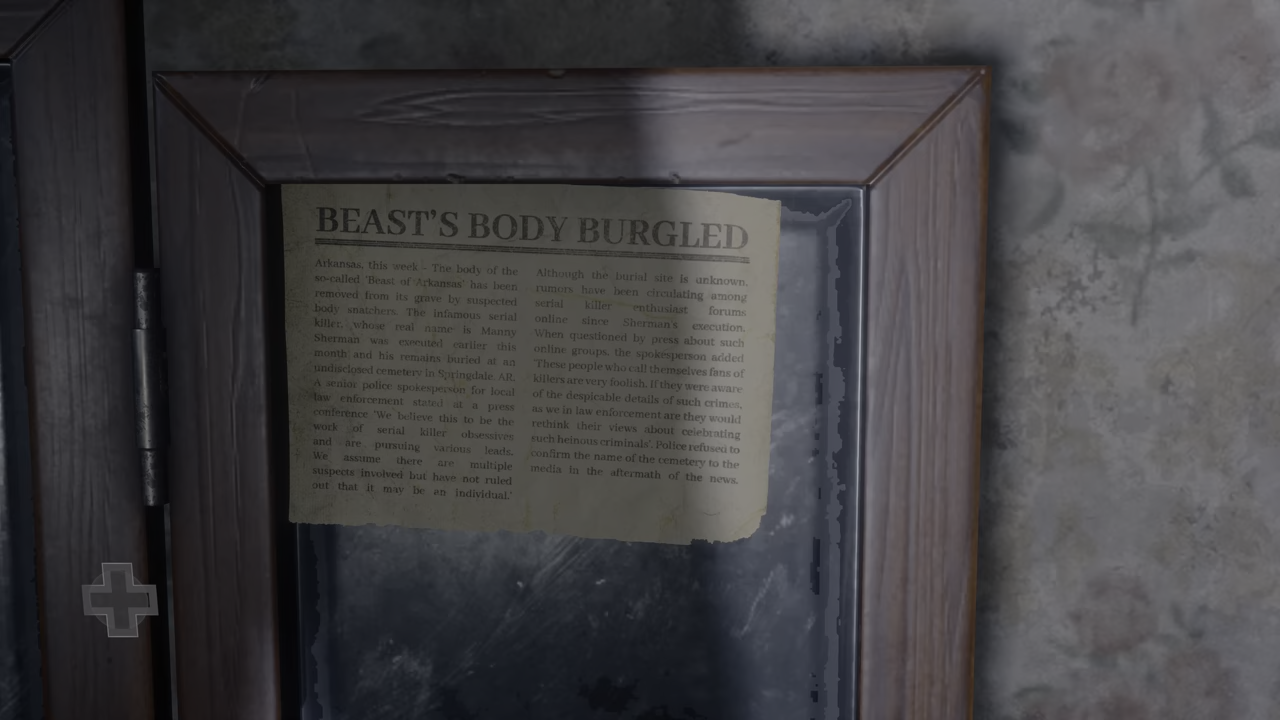 BEAST'S BODY BURGLED
Arkansas, this week – The body of the
so-called 'Beast of Arkansas' has been
removed from its grave by suspected
body snatchers. The infamous serial
killer, whose real name is Manny
Sherman was executed earlier this
month and his remains buried at an
undisclosed cemetery in Springdale, AR.
A senior police spokesperson for local
law enforcement stated at a press
conference 'We believe this to be the
work of serial killer obsessives
and are pursuing various leads.
We assume there are multiple
suspects involved but have not ruled
out that it may be an individual.'
Although the burial site is unknown,
rumors have been circulating among
serial killer enthusiast forums
online since Sherman's execution.
When questioned by press about such
online groups, the spokesperson added
'These people who call themselves fans of
killers are very foolish, if they were aware
of the despicable details of such crimes,
as we in law enforcement are they would
rethink their views about celebrating
such heinous criminals'. Police refused to
confirm the name of the cemetery to the
media in the aftermath of the news.